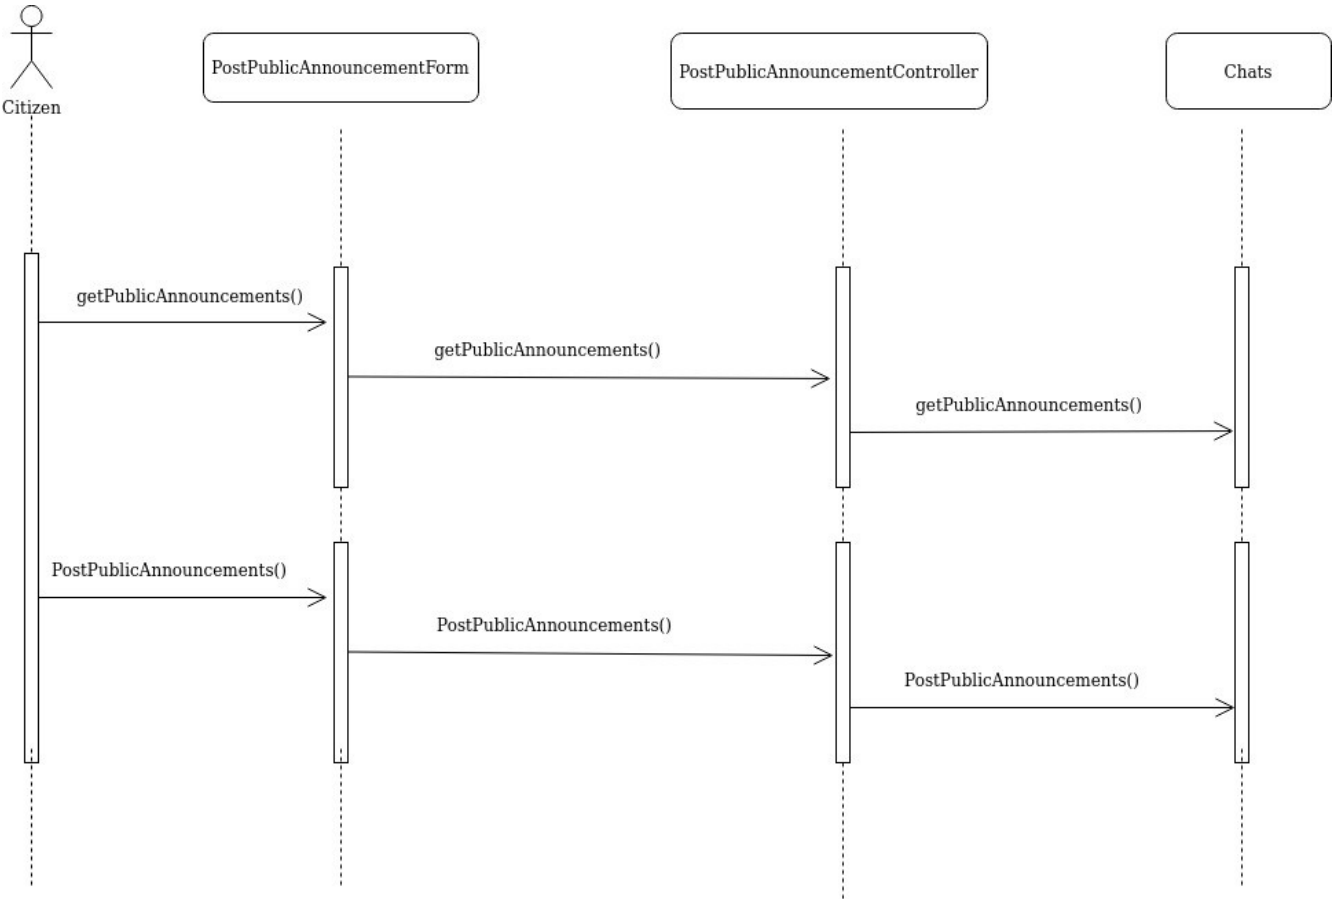 Citizen
PostPublicAnnouncementForm
PostPublicAnnouncementController
Chats
getPublicAnnouncements()
getPublicAnnouncements()
getPublicAnnouncements()
PostPublicAnnouncements()
PostPublicAnnouncements()
PostPublicAnnouncements()